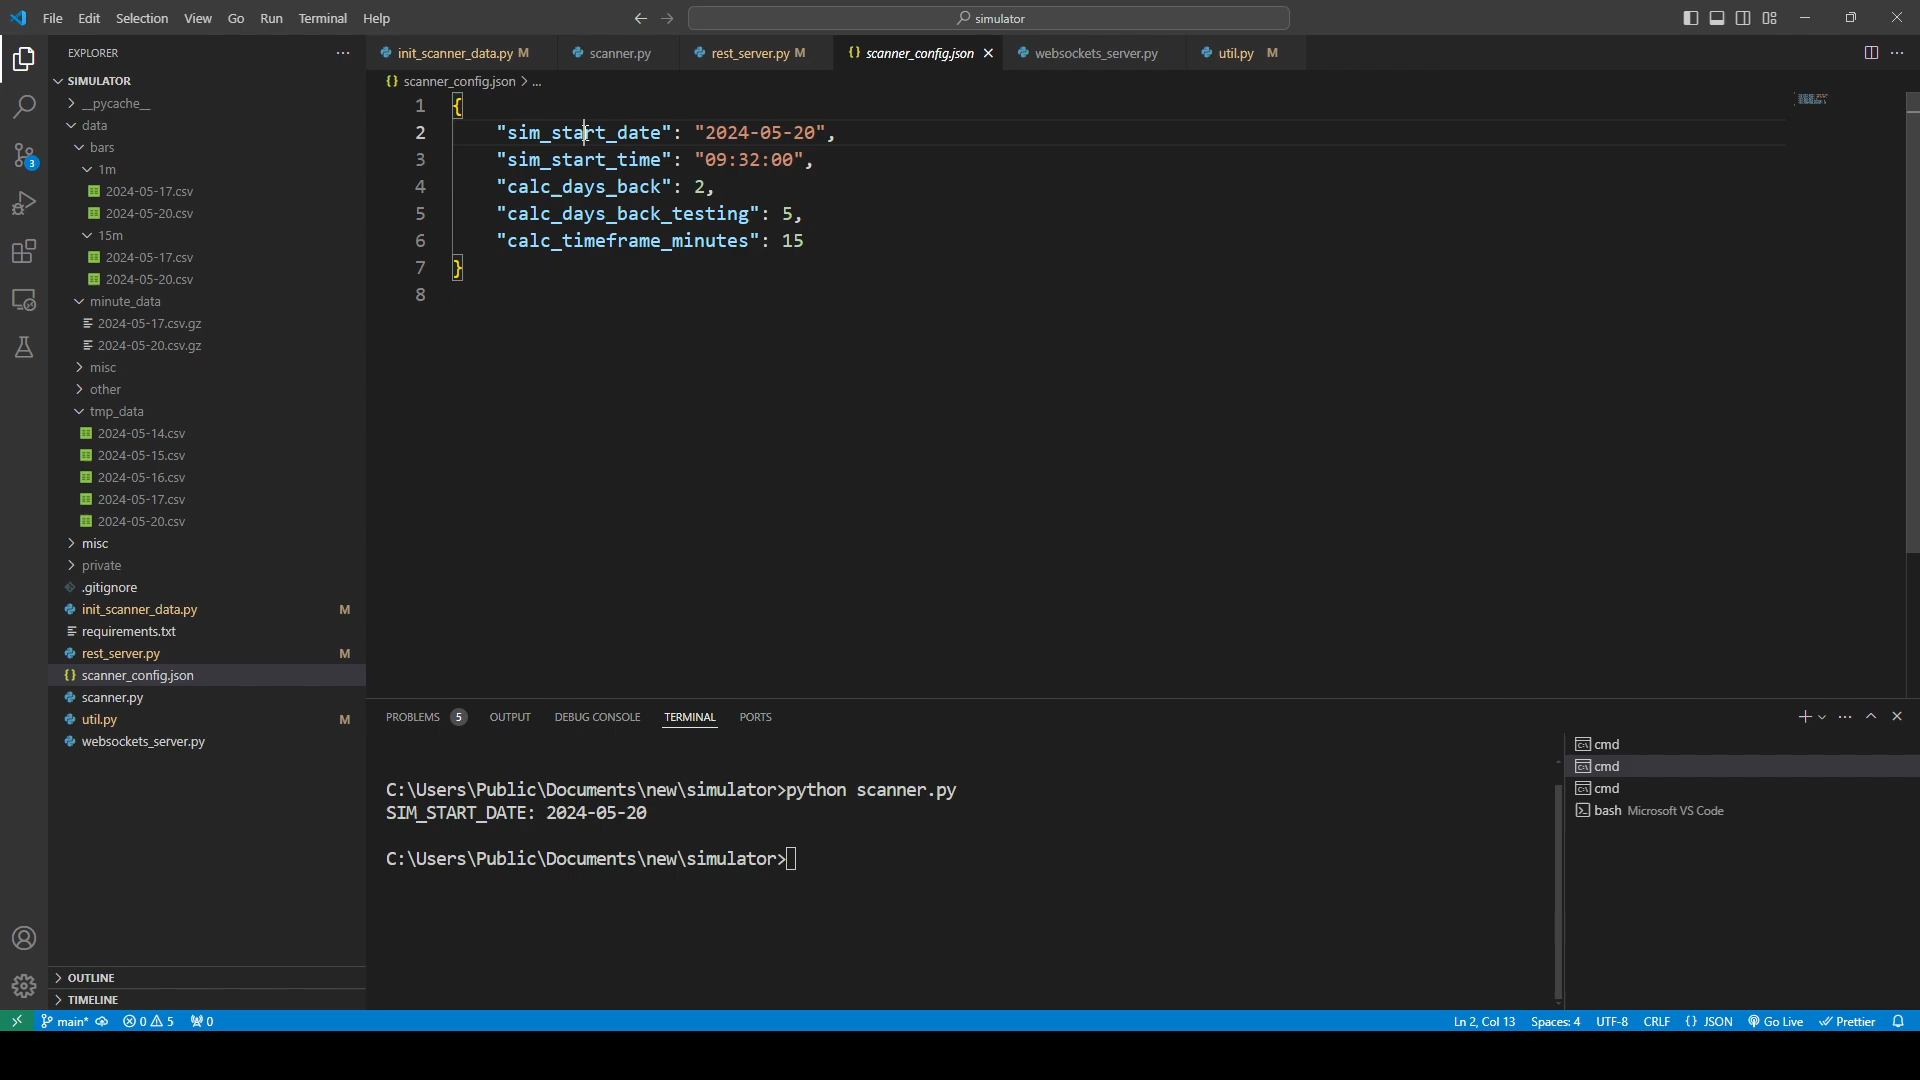 File Edit Selection View Go Run Terminal Help
simulator
EXPLORER
SIMULATOR
__pycache__
data
bars
1m
2024-05-17.csv
2024-05-20.csv
15m
2024-05-17.csv
2024-05-20.csv
minute_data
2024-05-17.csv.gz
2024-05-20.csv.gz
misc
other
tmp_data
2024-05-14.csv
2024-05-15.csv
2024-05-16.csv
2024-05-17.csv
2024-05-20.csv
misc
private
.gitignore
init_scanner_data.py M
requirements.txt
rest_server.py M
{} scanner_config.json
scanner.py
util.py M
websockets_server.py
OUTLINE
TIMELINE
3
init_scanner_data.py M scanner.py rest_server.py M {} scanner_config.json websockets_server.py util.py M
{} scanner_config.json > ...
1 {
2 "sim_start_date": "2024-05-20",
3 "sim_start_time": "09:32:00",
4 "calc_days_back": 2,
5 "calc_days_back_testing": 5,
6 "calc_timeframe_minutes": 15
7 }
8
PROBLEMS 5 OUTPUT DEBUG CONSOLE TERMINAL PORTS
C:\Users\Public\Documents\new\simulator>python scanner.py
SIM_START_DATE: 2024-05-20
C:\Users\Public\Documents\new\simulator>
cmd
cmd
cmd
bash Microsoft VS Code
main* 0 5 0
Ln 2, Col 13 Spaces: 4 UTF-8 CRLF {} JSON Go Live Prettier